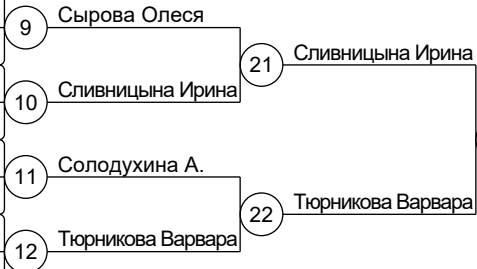 9 Сырова Олеся
Сливницына Ирина
21
10 Сливницына Ирина
11 Солодухина А.
Тюрникова Варвара
22
12 Тюрникова Варвара